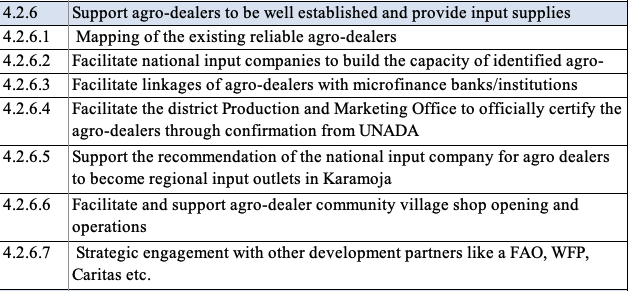 4.2.6 Support agro-dealers to be well established and provide input supplies
4.2.6.1 Mapping of the existing reliable agro-dealers
4.2.6.2 Facilitate national input companies to build the capacity of identified agro-
4.2.6.3 Facilitate linkages of agro-dealers with microfinance banks/institutions
4.2.6.4 Facilitate the district Production and Marketing Office to officially certify the
agro-dealers through confirmation from UNADA
4.2.6.5 Support the recommendation of the national input company for agro dealers
to become regional input outlets in Karamoja
4.2.6.6 Facilitate and support agro-dealer community village shop opening and
operations
4.2.6.7 Strategic engagement with other development partners like a FAO, WFP,
Caritas etc.